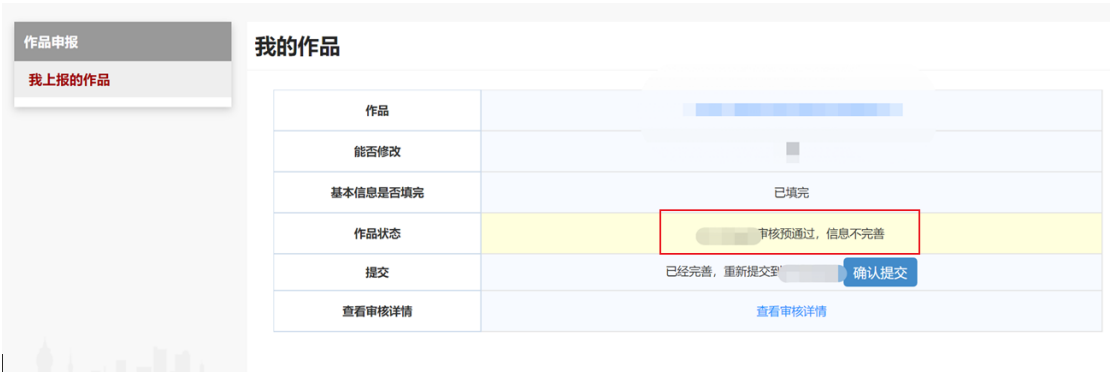 作品申报
我上报的作品
我的作品
作品
能否修改
基本信息是否填完 已填完
作品状态 审核预通过，信息不完善
提交 已经完善，重新提交到 确认提交
查看审核详情 查看审核详情